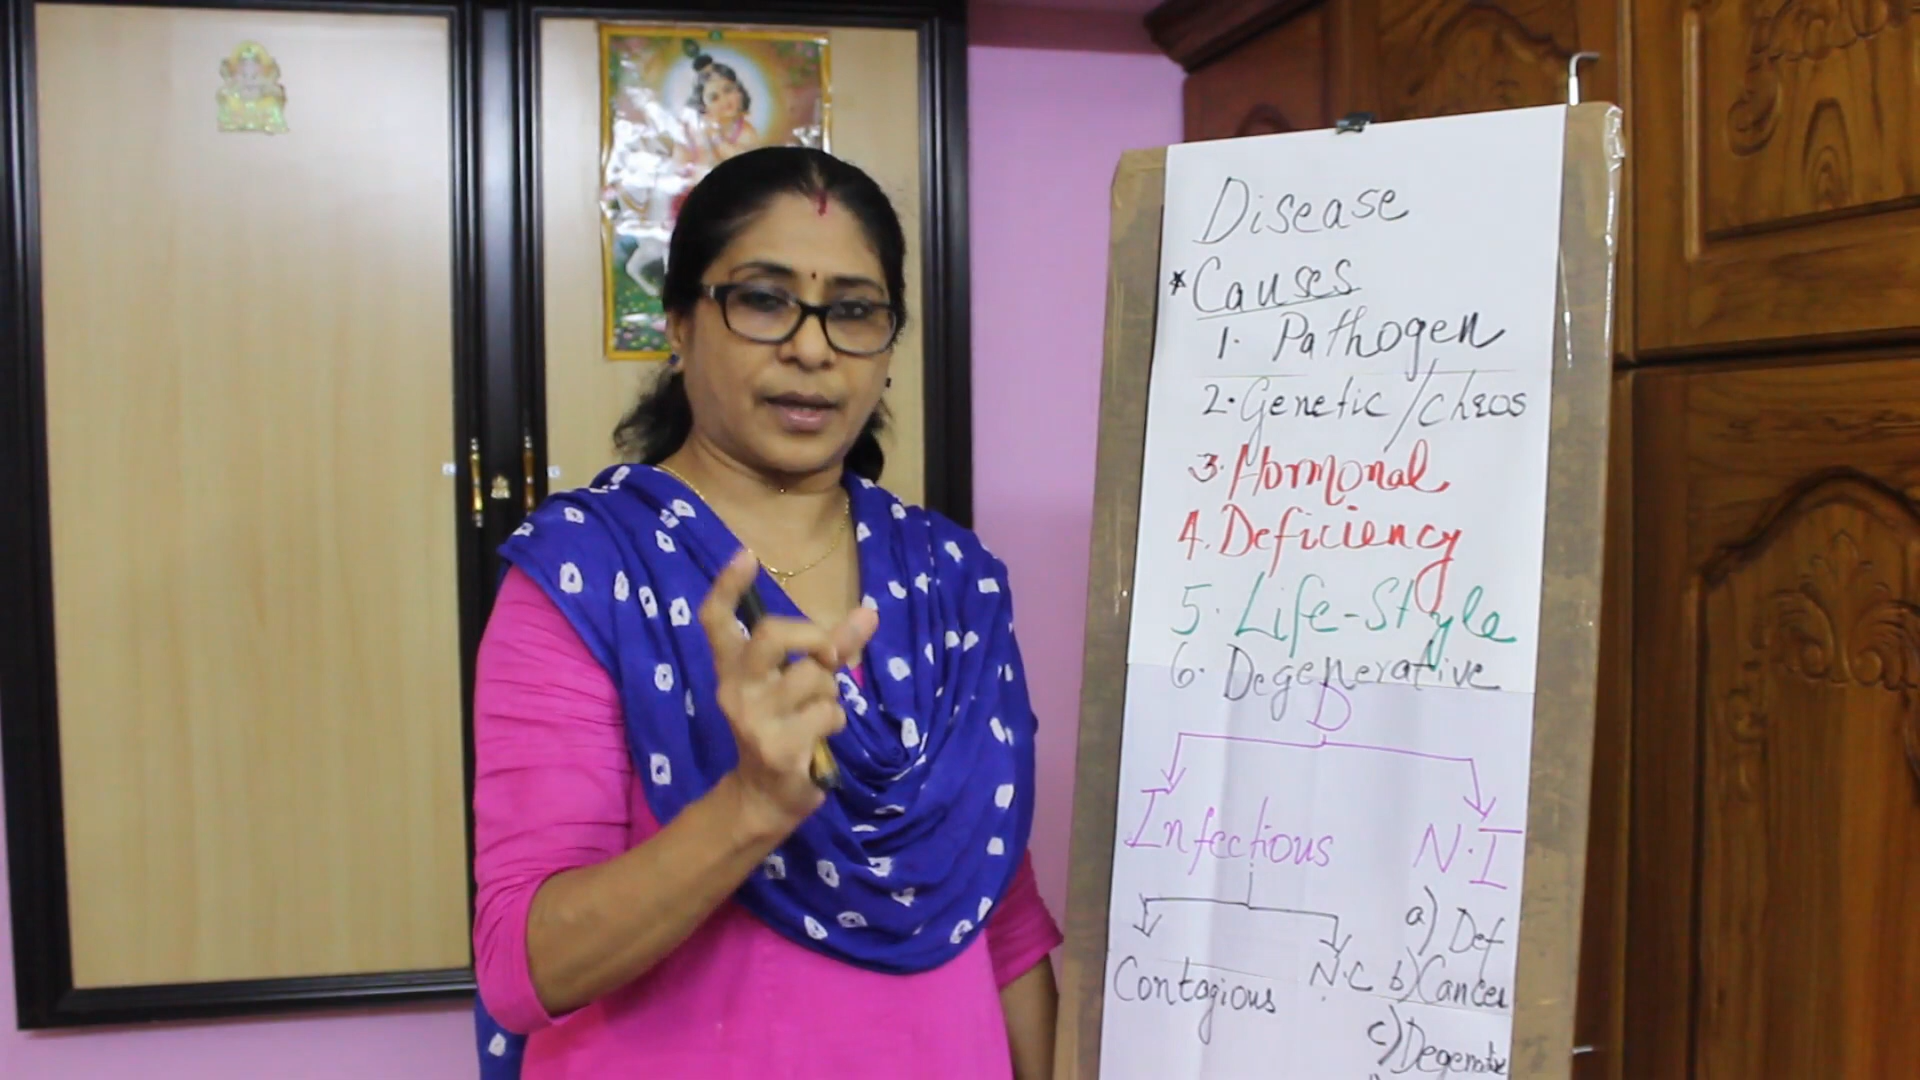 Disease
* Causes
1. Pathogen
2. Genetic/chros
3. Hormonal
4. Deficiency
5. Life-Style
6. Degenerative
D
Infectious N.I
Contagious N.C
a) Def
b) Cancer
c) Degenerative